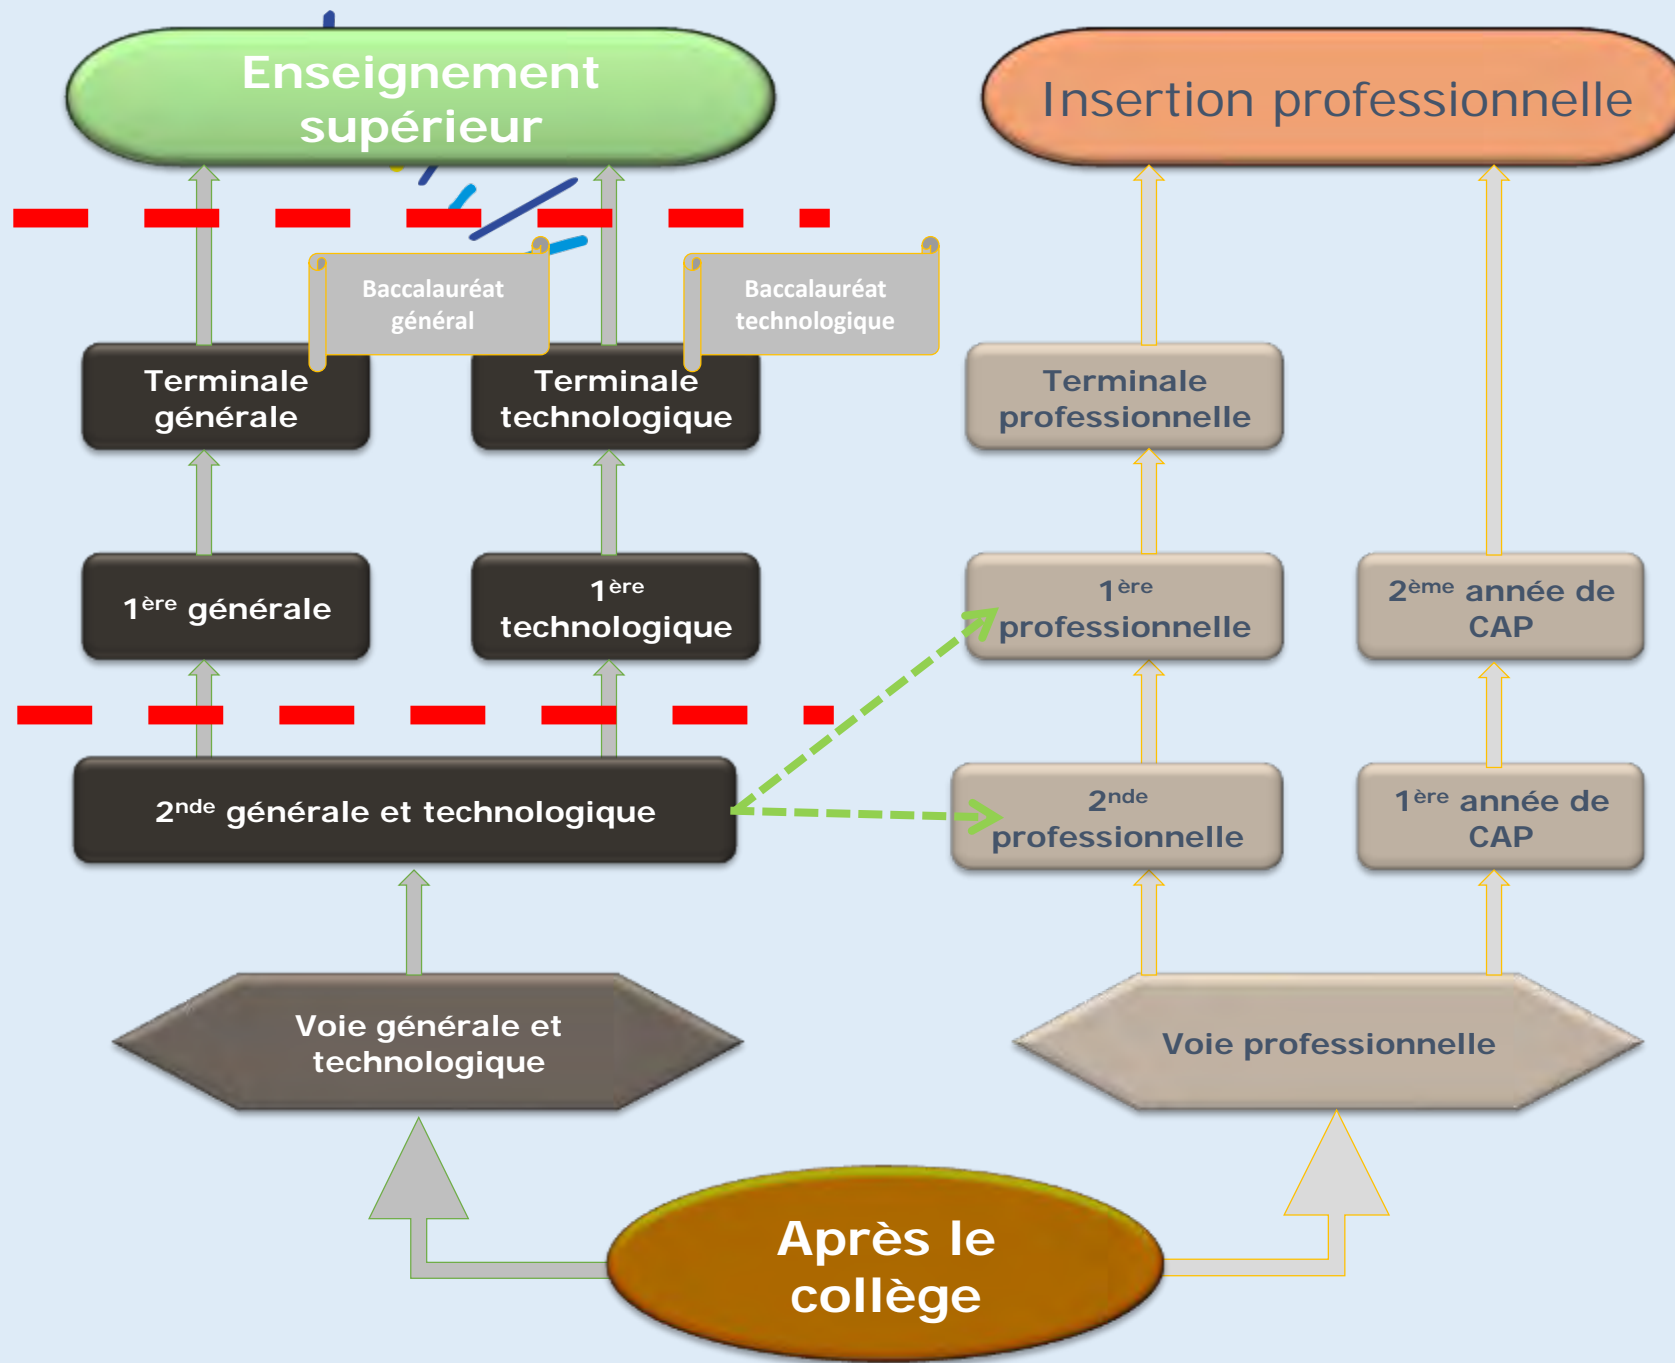 Enseignement
supérieur
Insertion professionnelle
Baccalauréat
général
Baccalauréat
technologique
Terminale
générale
Terminale
technologique
Terminale
professionnelle
1ère générale
1ère
technologique
1ère
professionnelle
2ème année de
CAP
2nde générale et technologique
2nde
professionnelle
1ère année de
CAP
Voie générale et
technologique
Voie professionnelle
Après le
collège